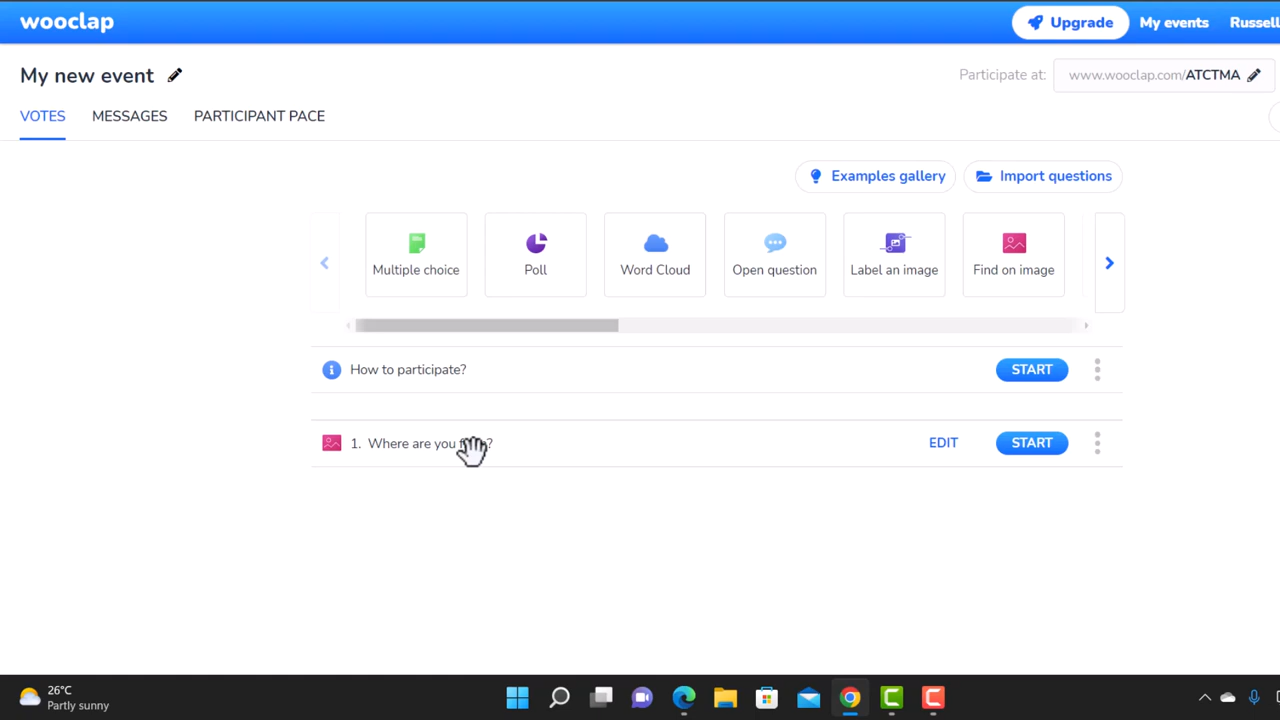 wooclap
Upgrade
My events
Russell
My new event
Participate at:
www.wooclap.com/ATCTMA
VOTES
MESSAGES
PARTICIPANT PACE
Examples gallery
Import questions
Multiple choice
Poll
Word Cloud
Open question
Label an image
Find on image
How to participate?
START
1. Where are you
EDIT
START
26°C
Partly sunny